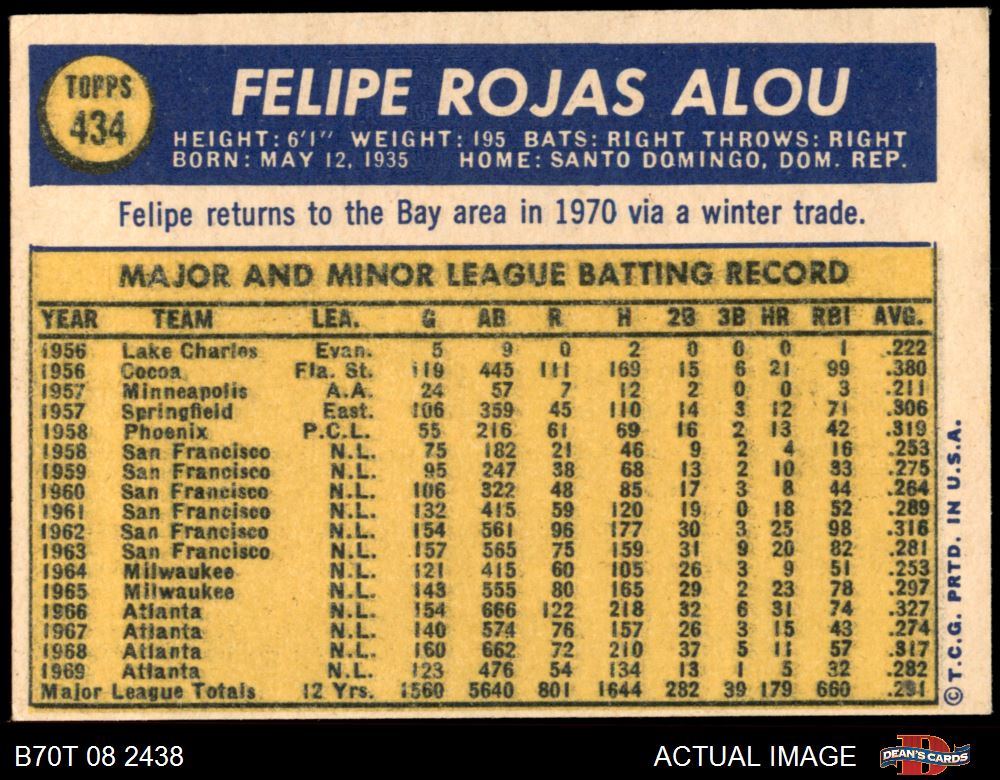 TOPPS
434
FELIPE ROJAS ALOU
HEIGHT: 6'1" WEIGHT: 195 BATS: RIGHT THROWS: RIGHT
BORN: MAY 12, 1935 HOME: SANTO DOMINGO, DOM. REP.
Felipe returns to the Bay area in 1970 via a winter trade.
MAJOR AND MINOR LEAGUE BATTING RECORD
YEAR TEAM LEA. G AB R H 2B 3B HR RBI AVG.
1956 Lake Charles Evan. 5 9 0 2 0 0 0 1 .222
1956 Cocoa Fla. St. 119 445 111 169 15 6 21 99 .380
1957 Minneapolis A.A. 24 57 7 12 2 0 0 3 .211
1957 Springfield East. 106 359 45 110 14 3 12 71 .306
1958 Phoenix P.C.L. 55 216 61 69 16 2 13 42 .319
1958 San Francisco N.L. 75 182 21 46 9 2 4 16 .253
1959 San Francisco N.L. 95 247 38 68 13 2 10 33 .275
1960 San Francisco N.L. 106 322 48 85 17 3 8 44 .264
1961 San Francisco N.L. 132 415 59 120 19 0 18 52 .289
1962 San Francisco N.L. 154 561 96 177 30 3 25 98 .316
1963 San Francisco N.L. 157 565 75 159 31 9 20 82 .281
1964 Milwaukee N.L. 121 415 60 105 26 3 9 51 .253
1965 Milwaukee N.L. 143 555 80 165 29 2 23 78 .297
1966 Atlanta N.L. 154 666 122 218 32 6 31 74 .327
1967 Atlanta N.L. 140 574 76 157 26 3 15 43 .274
1968 Atlanta N.L. 160 662 72 210 37 5 11 57 .317
1969 Atlanta N.L. 123 476 54 134 13 1 5 32 .282
Major League Totals 12 Yrs. 1560 5640 801 1644 282 39 179 660 .291
© T.C.G. PRTD. IN U.S.A.
B70T 08 2438 ACTUAL IMAGE
DEAN'S CARDS